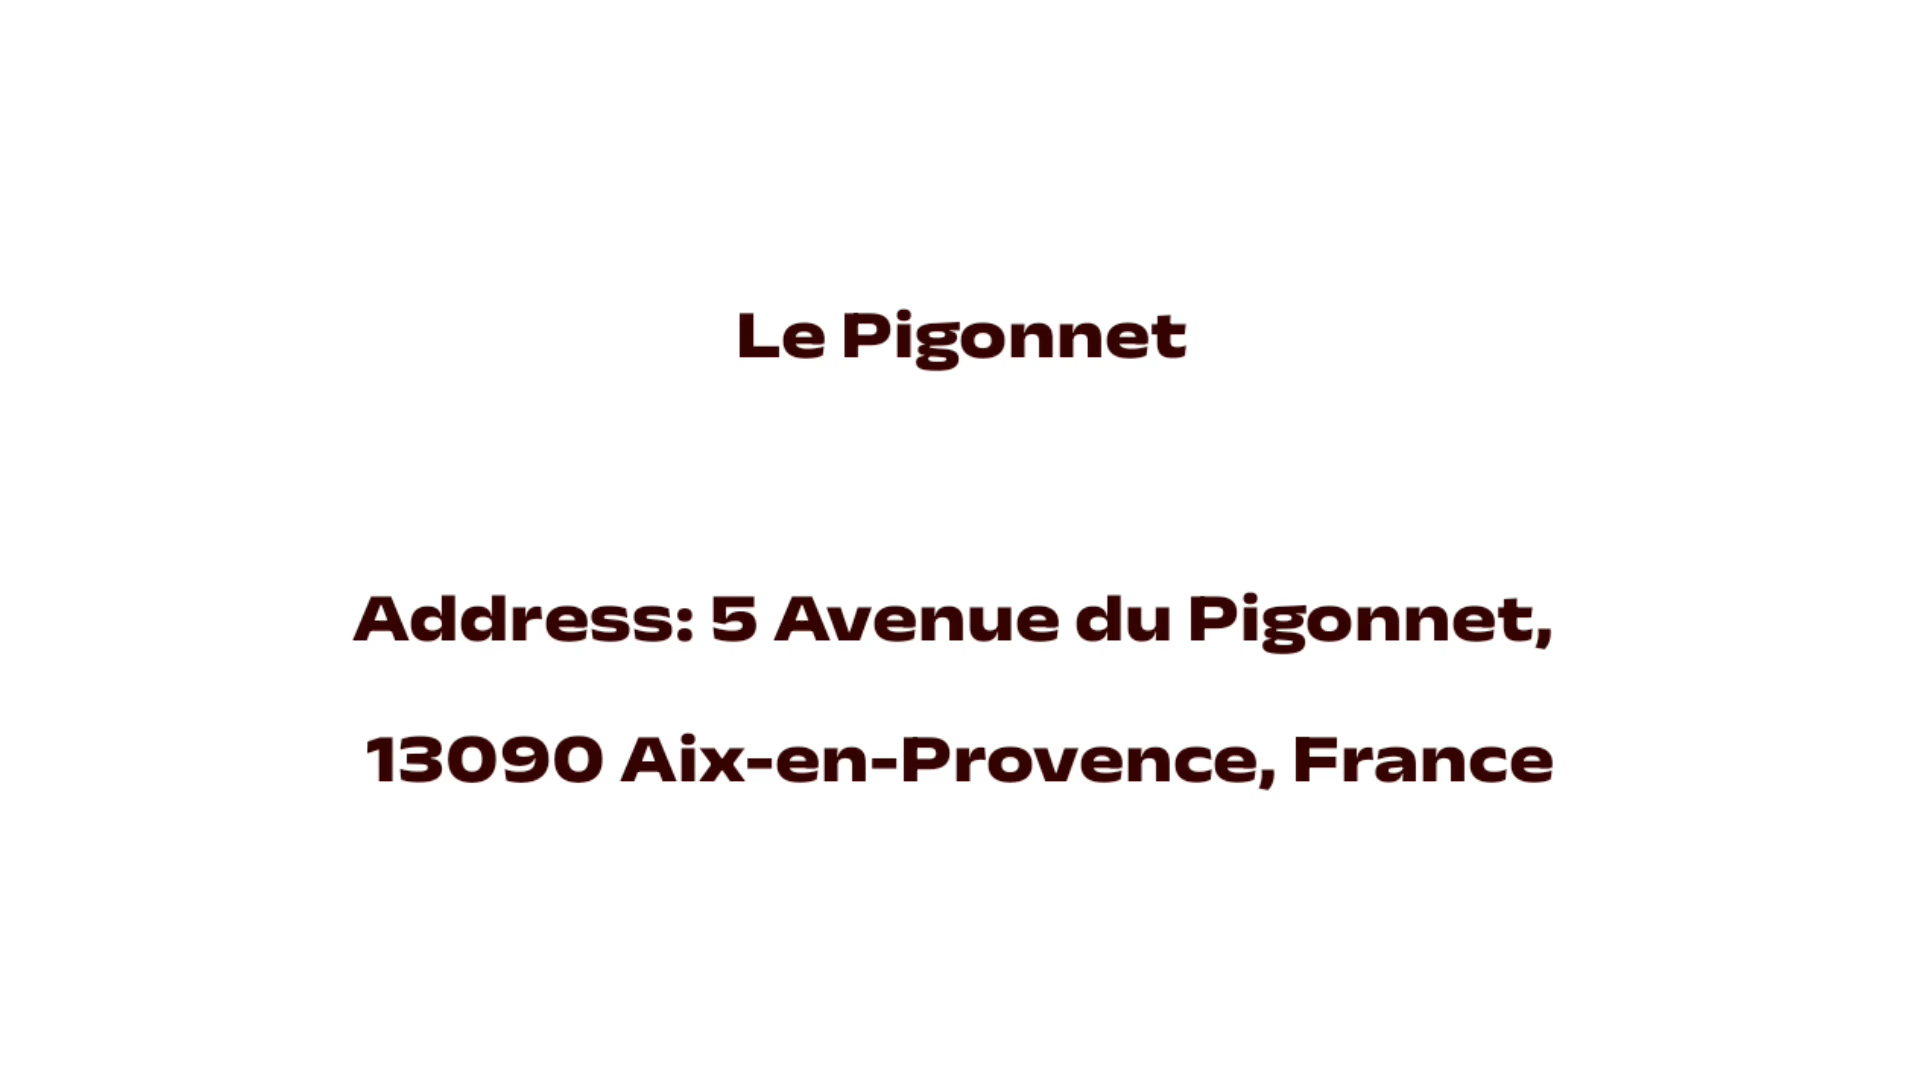 Le Pigonnet
Address: 5 Avenue du Pigonnet,
13090 Aix-en-Provence, France